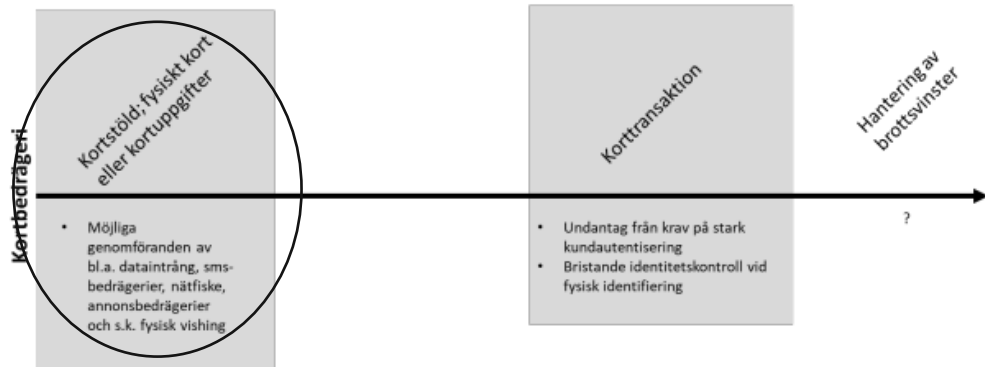 Kortbedrägeri
Kortstöld; fysiskt kort
eller kortuppgifter
• Möjliga
genomföranden av
bl.a. dataintrång, sms-
bedrägerier, nätfiske,
annonsbedrägerier
och s.k. fysisk vishing
Korttransaktion
• Undantag från krav på stark
kundautentisering
• Bristande identitetskontroll vid
fysisk identifiering
Hantering av
brottsvinster
?